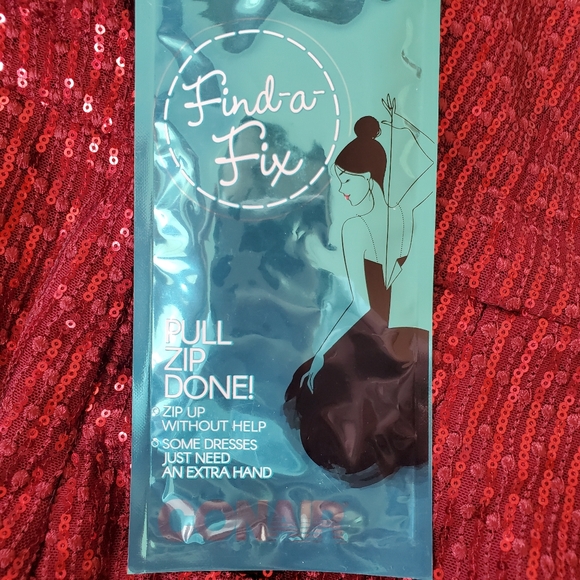 Find-a-
Fix
PULL
ZIP
DONE!
ZIP UP
WITHOUT HELP
SOME DRESSES
JUST NEED
AN EXTRA HAND
CONAIR